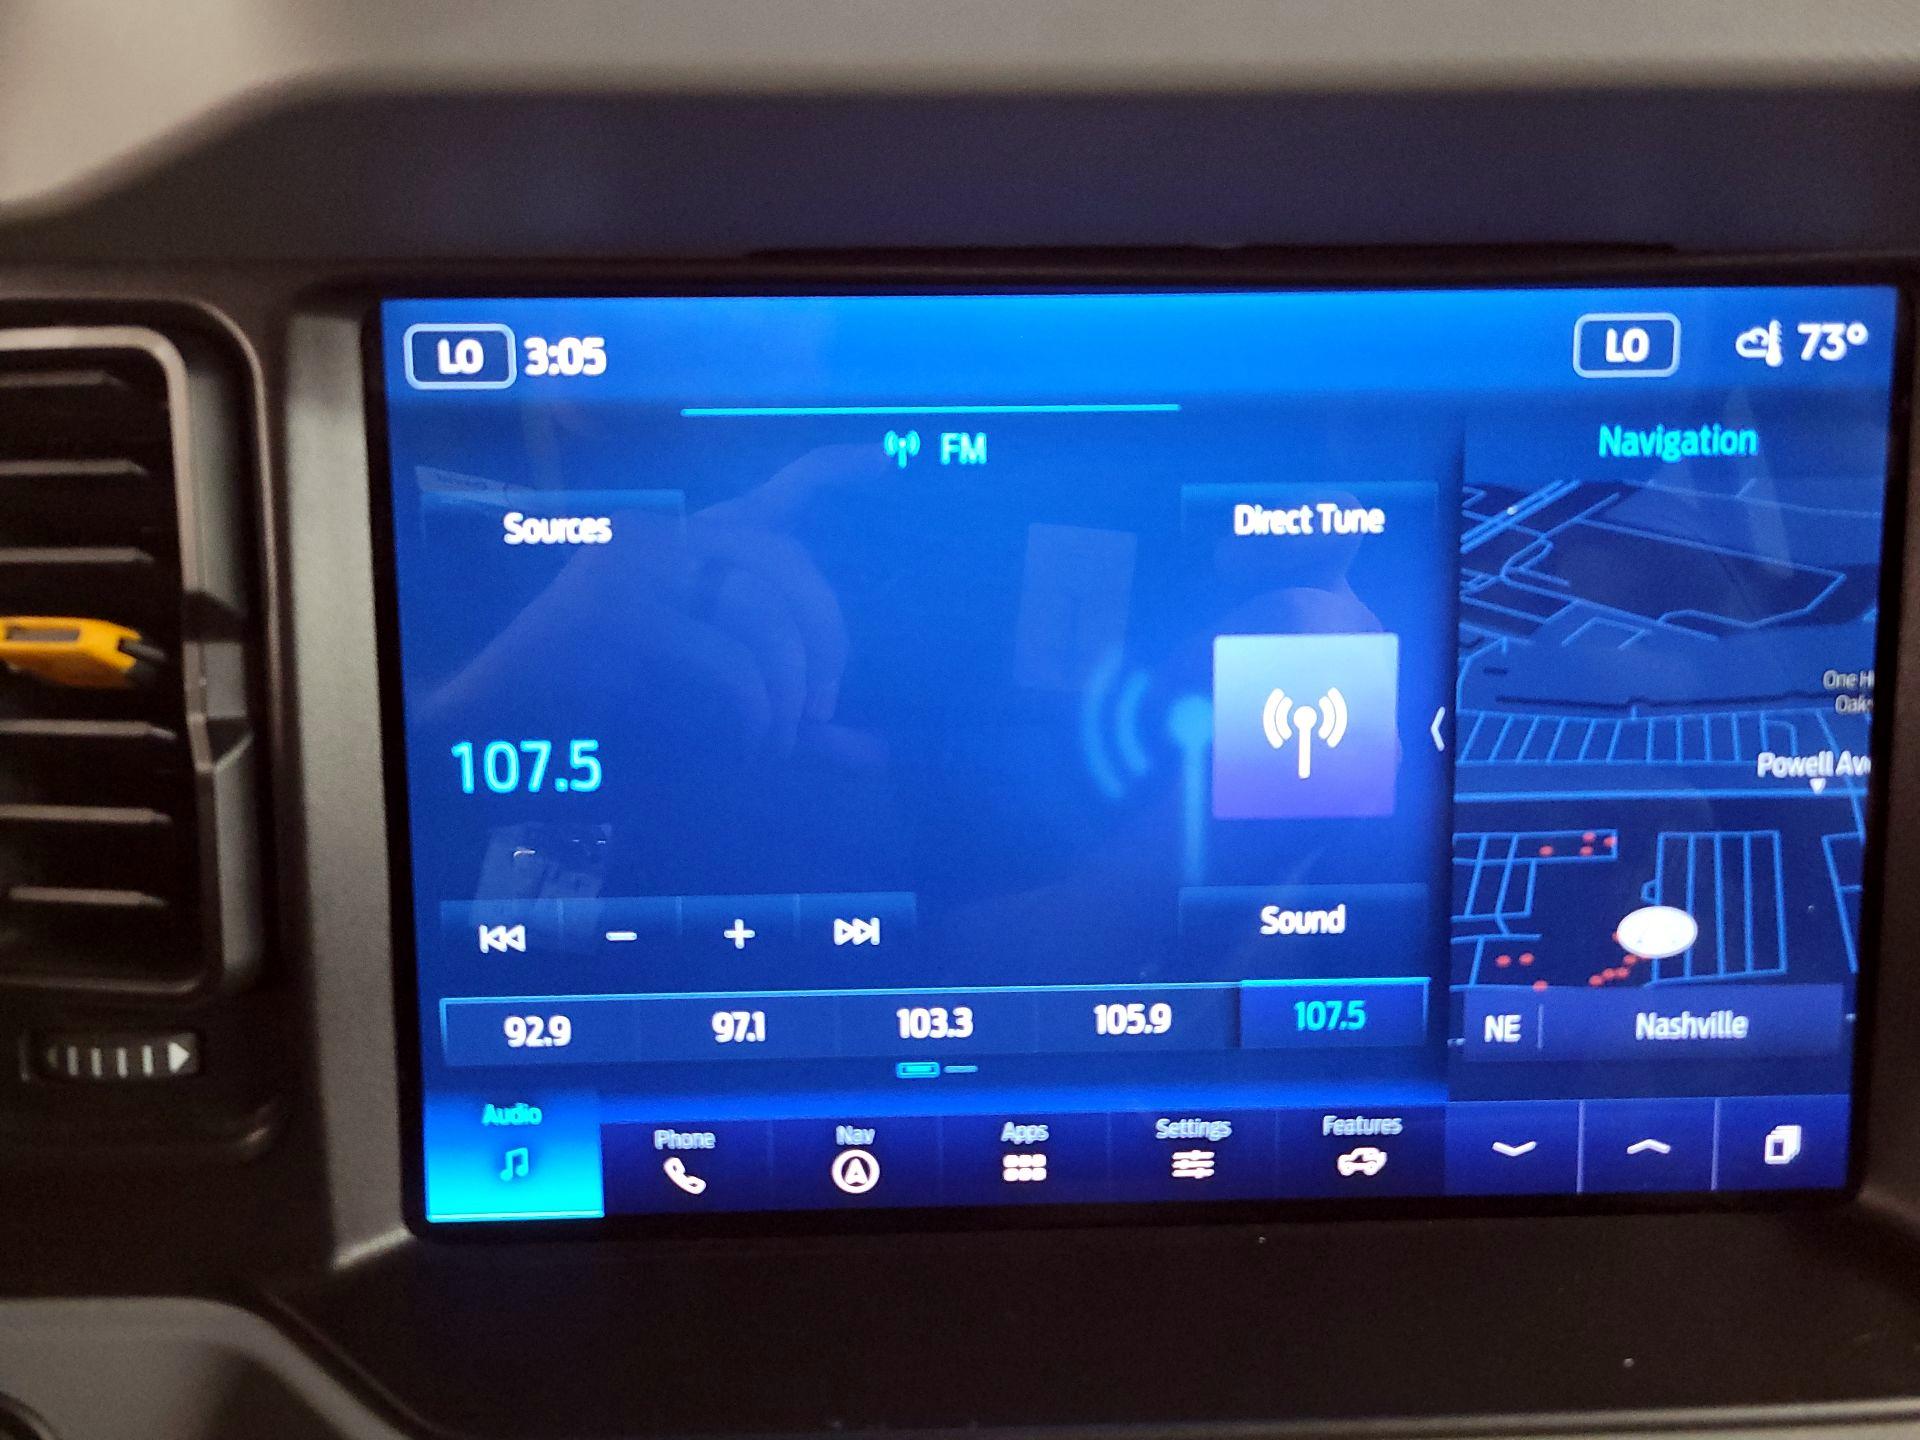 LO 3:05
LO 73°
FM
Navigation
Sources
Direct Tune
107.5
Powell
Sound
92.9 97.1 103.3 105.9 107.5
NE Nashville
Audio
Phone
Nav
Apps
Settings
Features